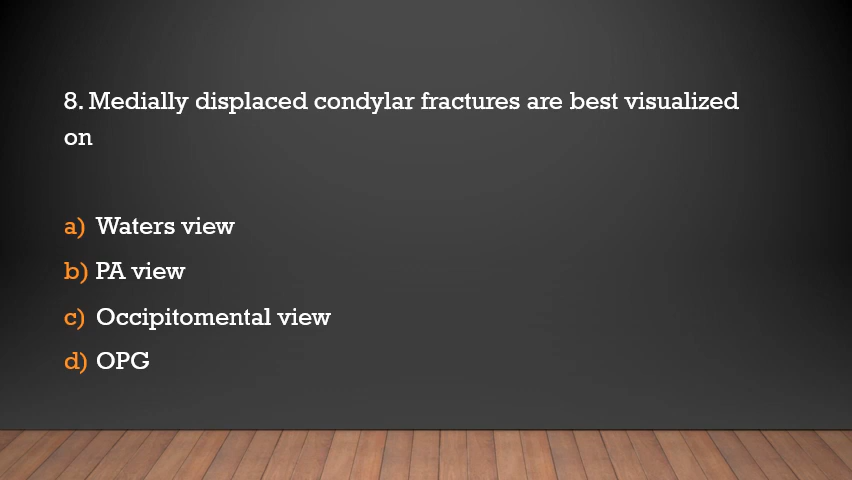 8. Medially displaced condylar fractures are best visualized
on
a) Waters view
b) PA view
c) Occipitomental view
d) OPG